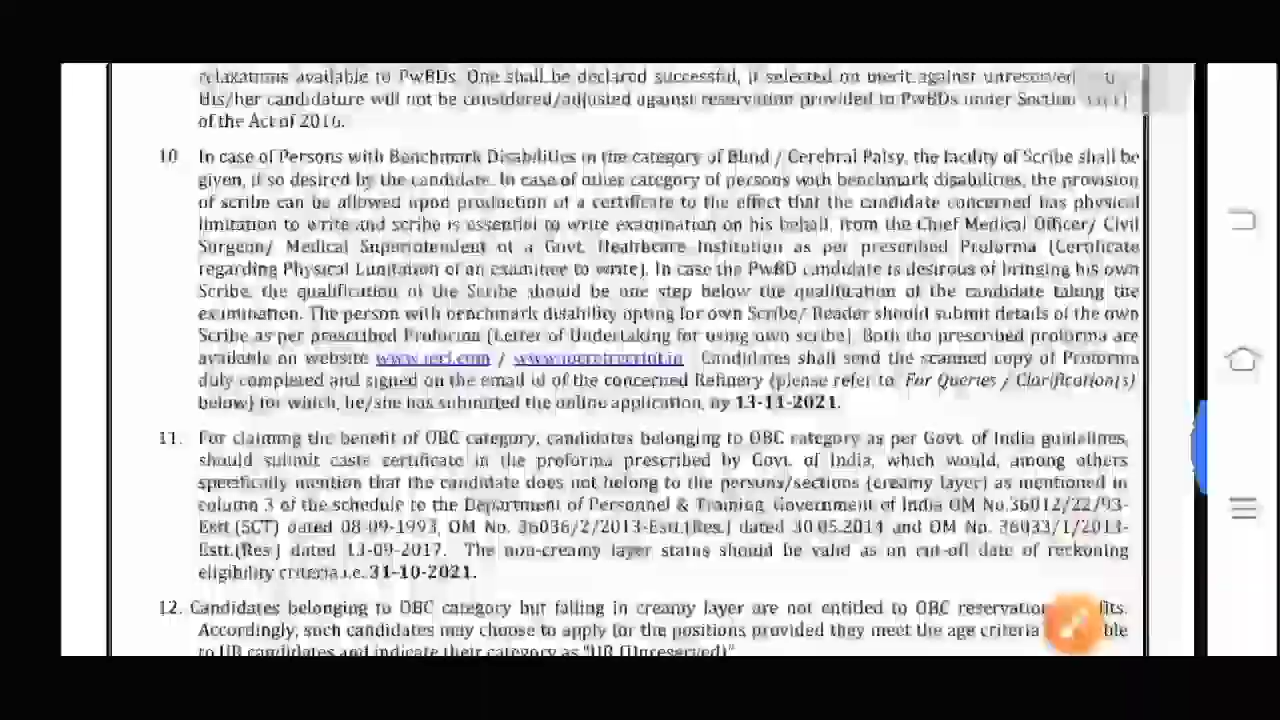 relaxations available to PwBDs. One shall be declared successful, if selected on merit against unreserved
His/her candidature will not be considered/adjusted against reservation provided to PwBDs under Section
of the Act of 2016.
10 In case of Persons with Benchmark Disabilities in the category of Blind / Cerebral Palsy, the facility of Scribe shall be
given, if so desired by the candidate. In case of other category of persons with benchmark disabilities, the provision
of scribe can be allowed upon production of a certificate to the effect that the candidate concerned has physical
limitation to write and scribe is essential to write examination on his behalf, from the Chief Medical Officer/ Civil
Surgeon/ Medical Superintendent of a Govt. Healthcare Institution as per prescribed Proforma (Certificate
regarding Physical Limitation of an examinee to write). In case the PwBD candidate is desirous of bringing his own
Scribe, the qualification of the Scribe should be one step below the qualification of the candidate taking the
examination. The person with benchmark disability opting for own Scribe/ Reader should submit details of the own
Scribe as per prescribed Proforma (Letter of Undertaking for using own scribe). Both the prescribed proforma are
available on website www.iocl.com / Candidates shall send the scanned copy of Proforma
duly completed and signed on the email id of the concerned Refinery (please refer to For Queries / Clarification(s)
below) for which, he/she has submitted the online application, by 13-11-2021.
11. For claiming the benefit of OBC category, candidates belonging to OBC category as per Govt. of India guidelines,
should submit caste certificate in the proforma prescribed by Govt. of India, which would, among others
specifically mention that the candidate does not belong to the persons/sections (creamy layer) as mentioned in
column 3 of the schedule to the Department of Personnel & Training Government of India OM No.36012/22/93-
Estt.(SCT) dated 08-09-1993, OM No. 36036/2/2013-Estt.(Res.) dated 30.05.2014 and OM No. 36033/1/2013-
Estt.(Res) dated 13-09-2017. The non-creamy layer status should be valid as on cut-off date of reckoning
eligibility criteria i.e. 31-10-2021.
12. Candidates belonging to OBC category but falling in creamy layer are not entitled to OBC reservation
Accordingly, such candidates may choose to apply for the positions provided they meet the age criteria
to UR candidates and indicate their category as "UR (Unreserved)"